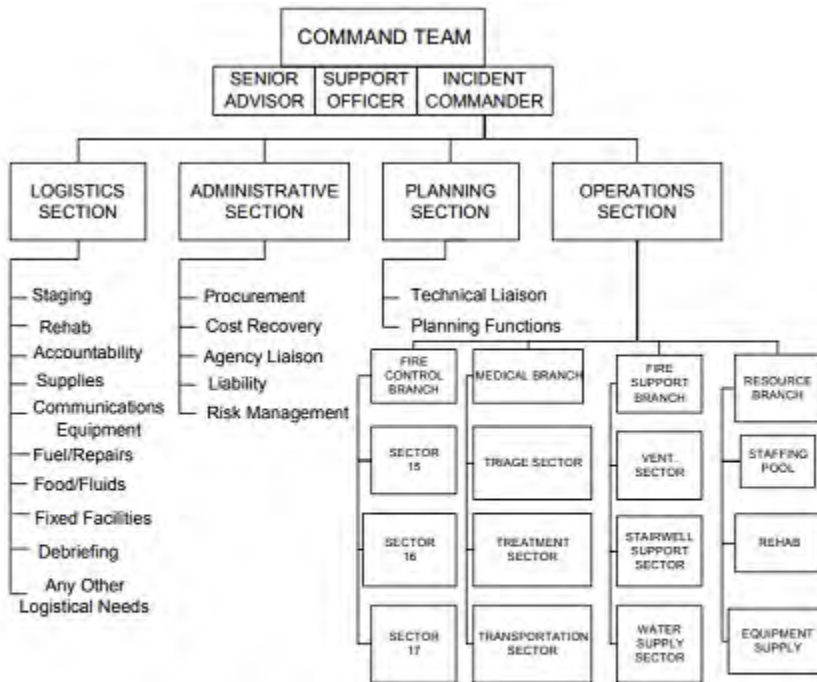 COMMAND TEAM
SENIOR
ADVISOR
SUPPORT
OFFICER
INCIDENT
COMMANDER
LOGISTICS
SECTION
ADMINISTRATIVE
SECTION
PLANNING
SECTION
OPERATIONS
SECTION
Staging
Rehab
Accountability
Supplies
Communications
Equipment
Fuel/Repairs
Food/Fluids
Fixed Facilities
Debriefing
Any Other
Logistical Needs
Procurement
Cost Recovery
Agency Liaison
Liability
Risk Management
Technical Liaison
Planning Functions
FIRE
CONTROL
BRANCH
SECTOR
15
SECTOR
16
SECTOR
17
MEDICAL BRANCH
TRIAGE SECTOR
TREATMENT
SECTOR
TRANSPORTATION
SECTOR
FIRE
SUPPORT
BRANCH
VENT.
SECTOR
STAIRWELL
SUPPORT
SECTOR
WATER
SUPPLY
SECTOR
RESOURCE
BRANCH
STAFFING
POOL
REHAB
EQUIPMENT
SUPPLY